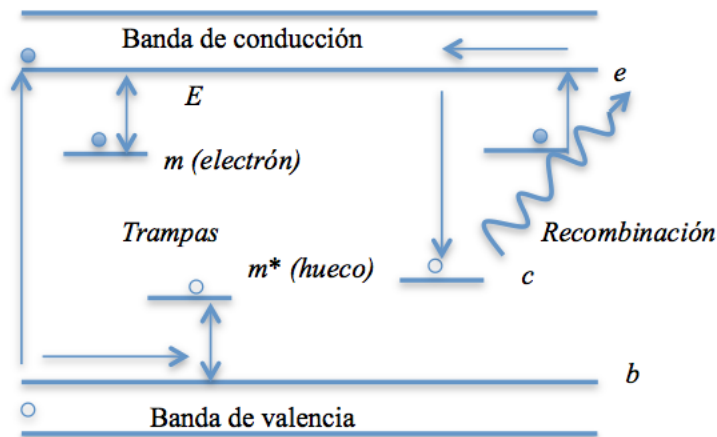 Banda de conducción
e
E
m (electrón)
Trampas
Recombinación
m* (hueco)
c
b
Banda de valencia